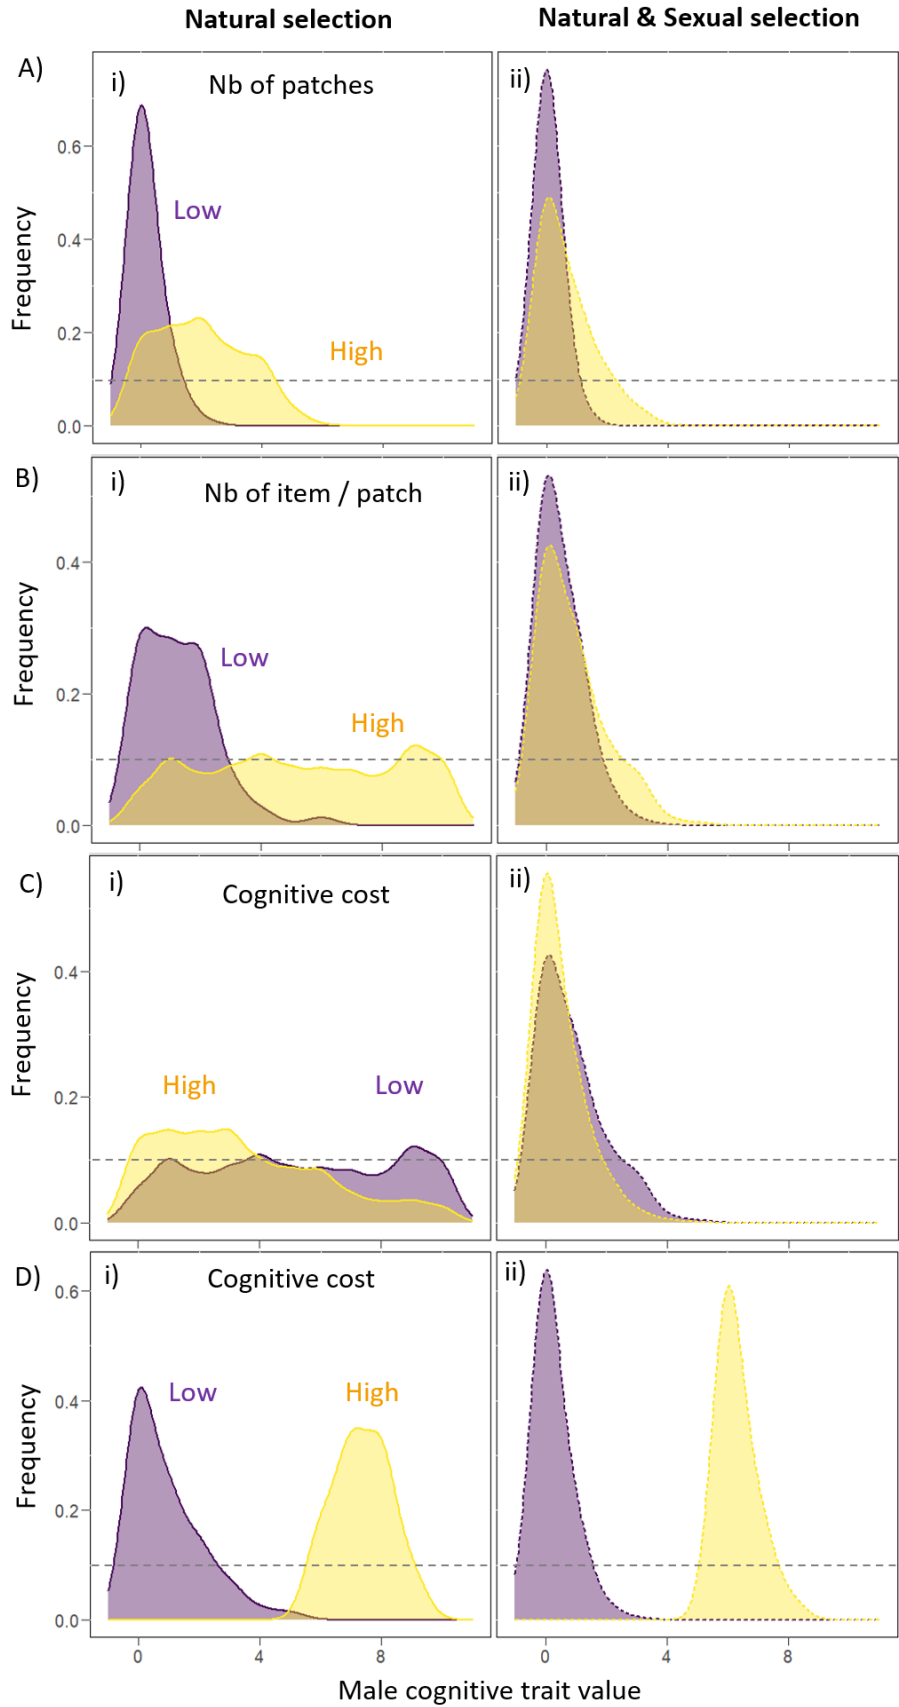 Natural selection
Natural & Sexual selection
A)
i)
Nb of patches
ii)
Low
High
Frequency
0.6
0.4
0.2
0.0
B)
i)
Nb of item / patch
ii)
Low
High
Frequency
0.4
0.2
0.0
C)
i)
Cognitive cost
ii)
High
Low
Frequency
0.4
0.2
0.0
D)
i)
Cognitive cost
ii)
Low
High
Frequency
0.6
0.4
0.2
0.0
0 4 8
0 4 8
Male cognitive trait value